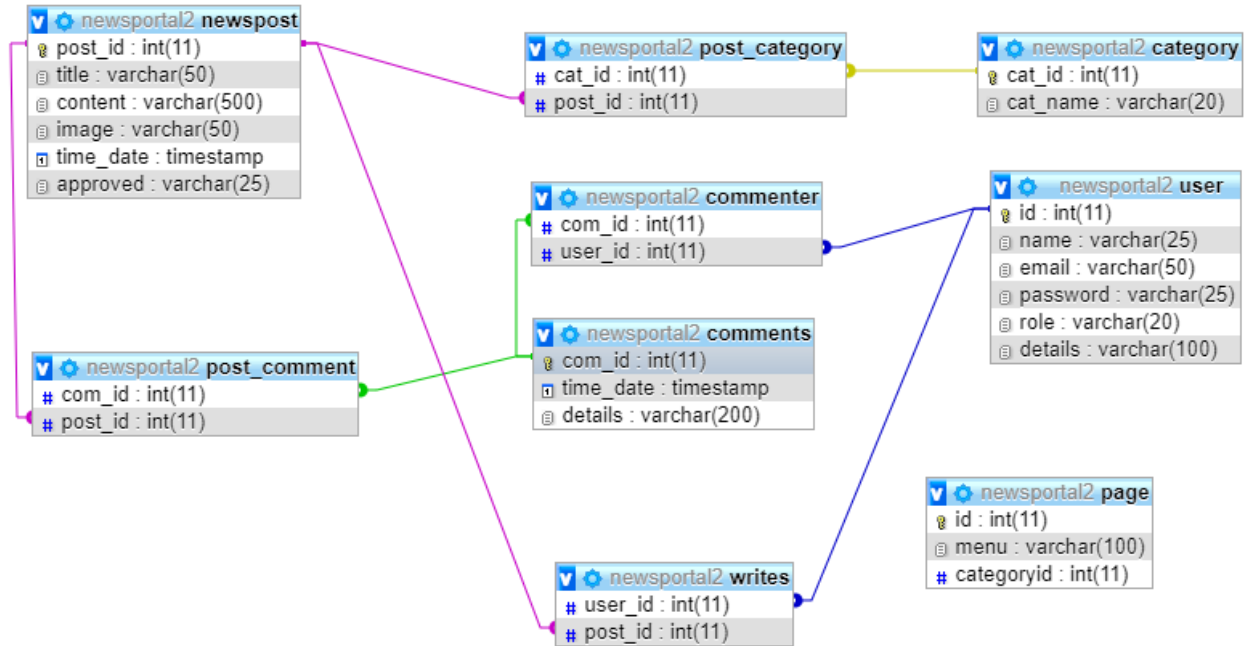 newsportal2 newspost
post_id : int(11)
title : varchar(50)
content : varchar(500)
image : varchar(50)
time_date : timestamp
approved : varchar(25)
newsportal2 post_category
cat_id : int(11)
post_id : int(11)
newsportal2 category
cat_id : int(11)
cat_name : varchar(20)
newsportal2 commenter
com_id : int(11)
user_id : int(11)
newsportal2 user
id : int(11)
name : varchar(25)
email : varchar(50)
password : varchar(25)
role : varchar(20)
details : varchar(100)
newsportal2 comments
com_id : int(11)
time_date : timestamp
details : varchar(200)
newsportal2 post_comment
com_id : int(11)
post_id : int(11)
newsportal2 page
id : int(11)
menu : varchar(100)
categoryid : int(11)
newsportal2 writes
user_id : int(11)
post_id : int(11)